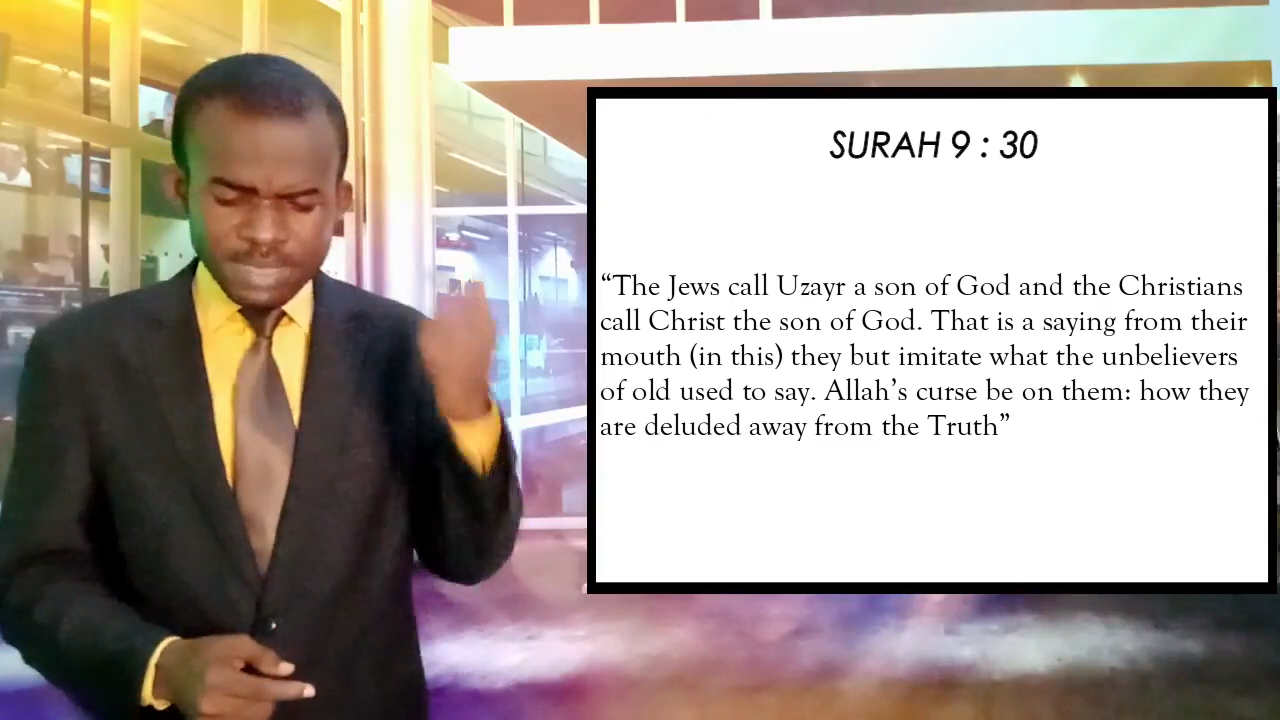 SURAH 9 : 30
“The Jews call Uzayr a son of God and the Christians
call Christ the son of God. That is a saying from their
mouth (in this) they but imitate what the unbelievers
of old used to say. Allah’s curse be on them: how they
are deluded away from the Truth”